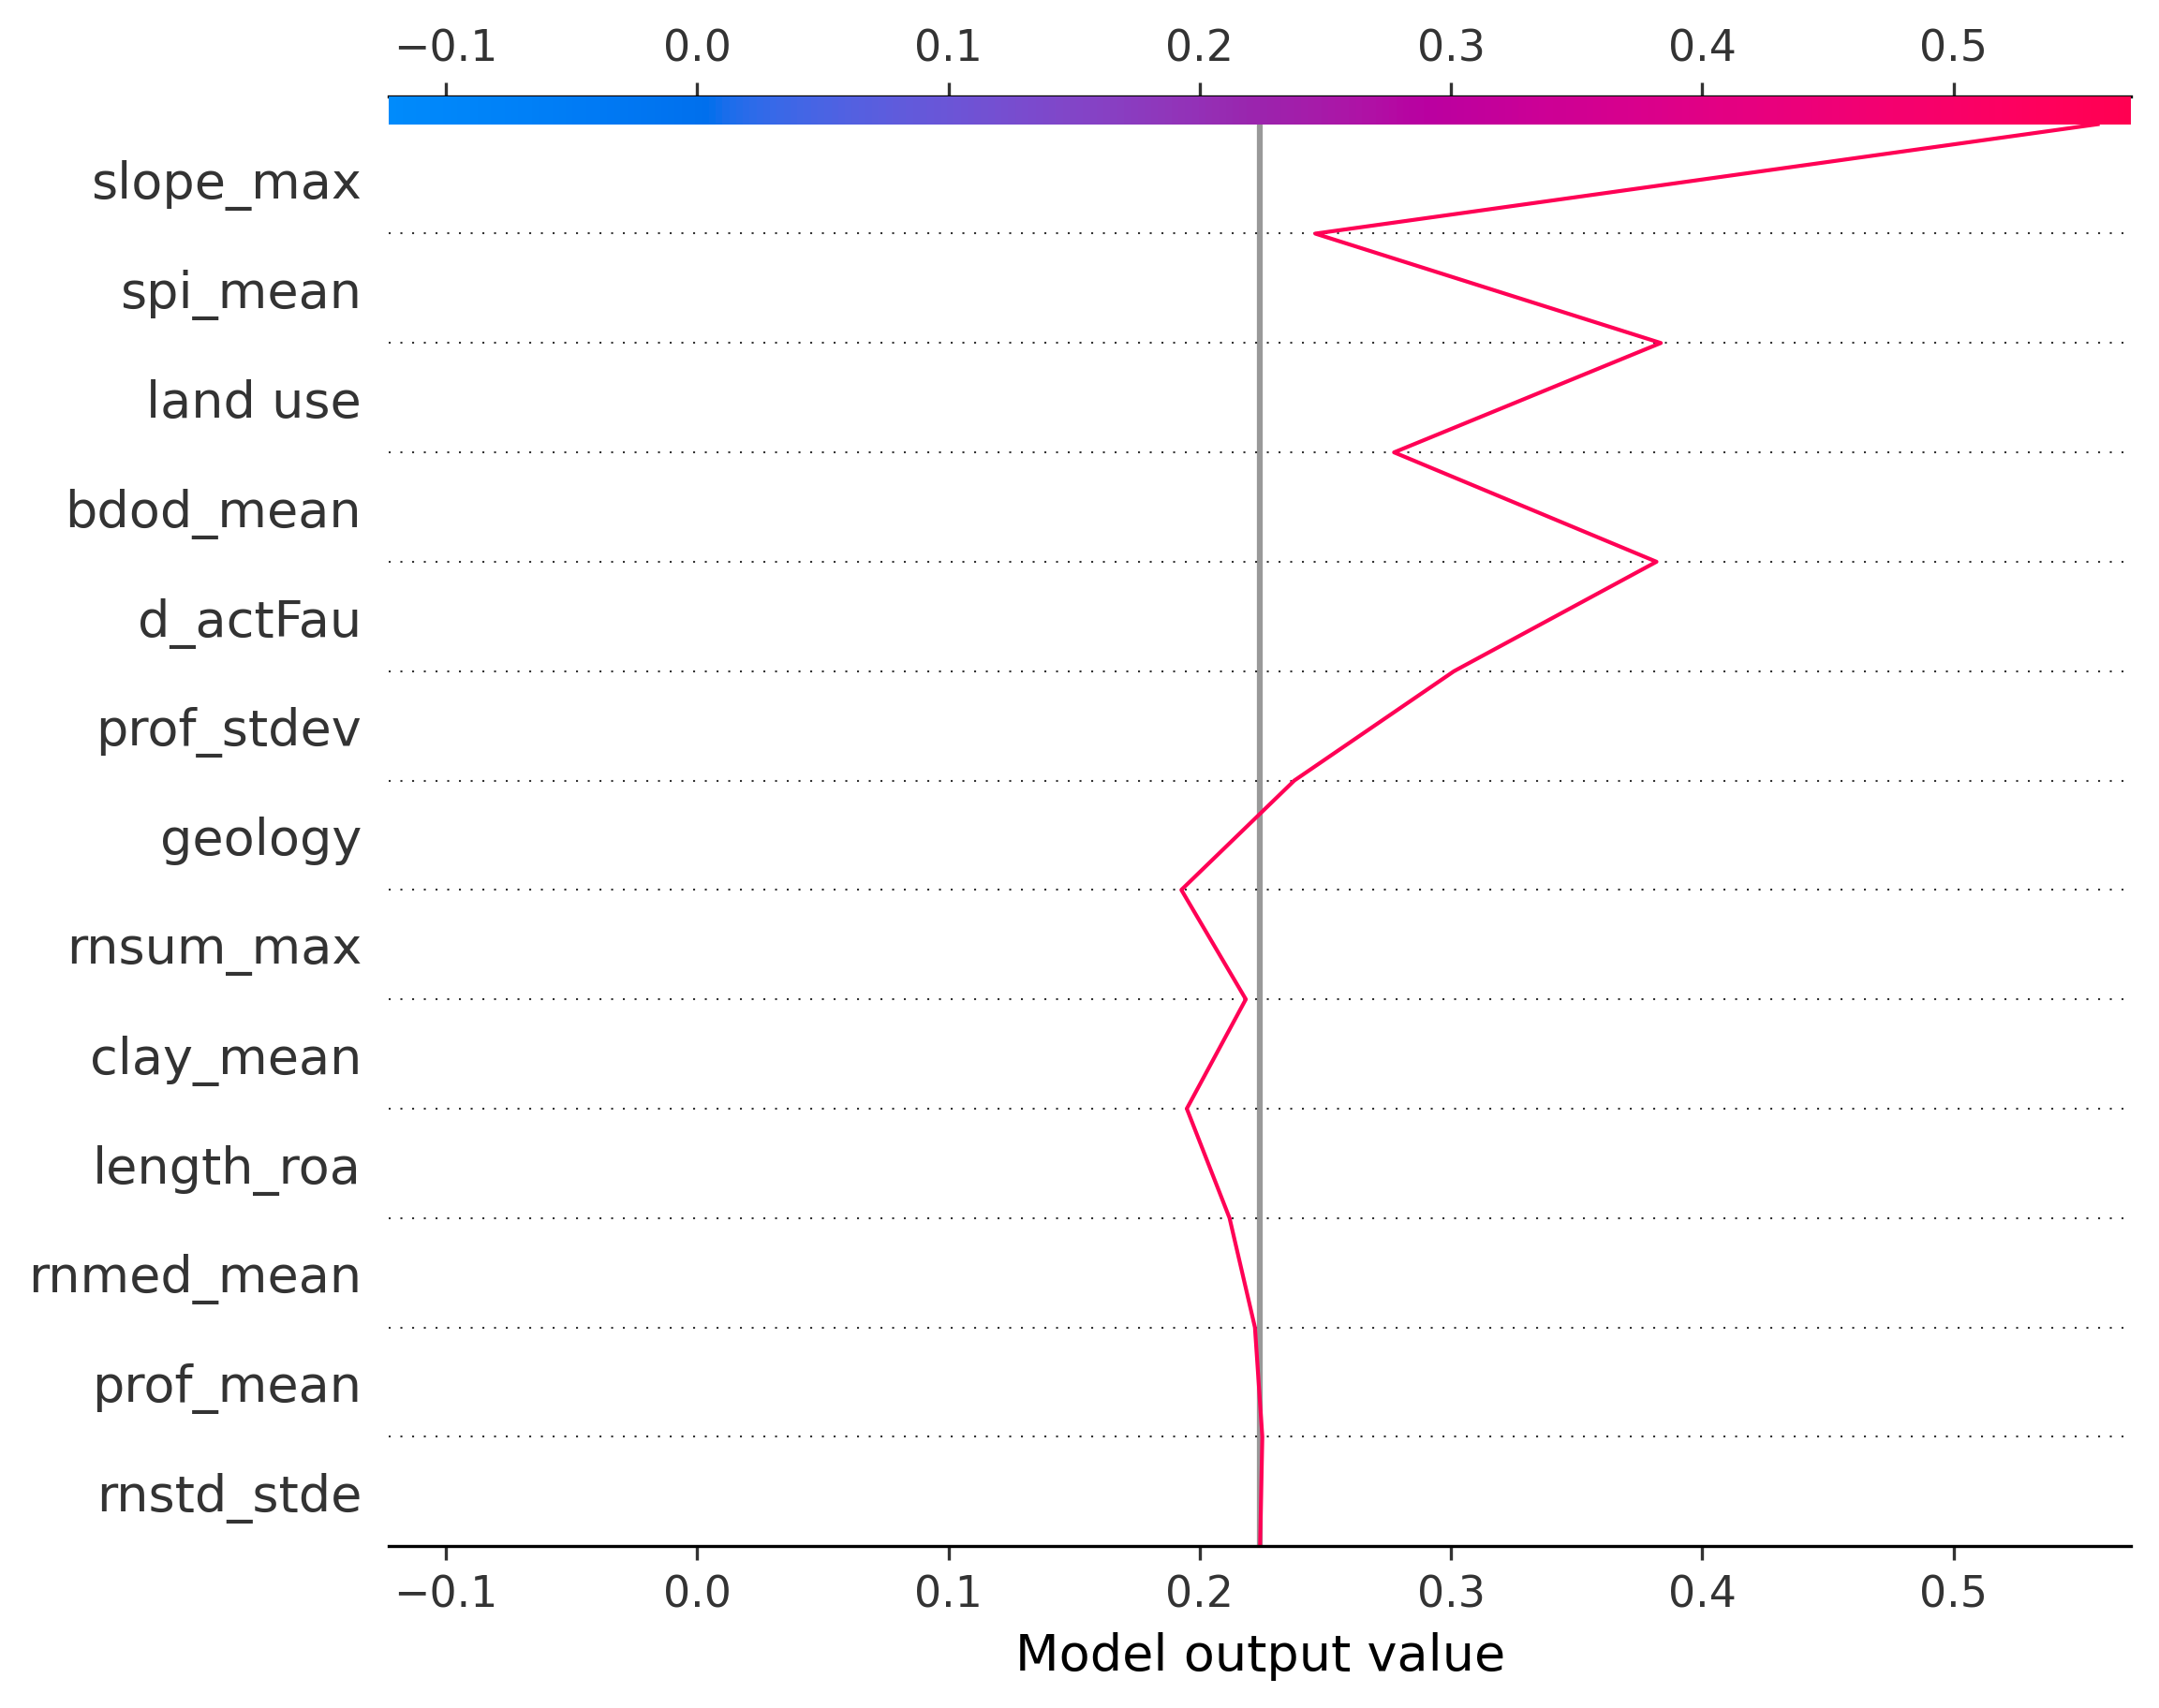 −0.1 0.0 0.1 0.2 0.3 0.4 0.5
slope_max
spi_mean
land use
bdod_mean
d_actFau
prof_stdev
geology
rnsum_max
clay_mean
length_roa
rnmed_mean
prof_mean
rnstd_stde
−0.1 0.0 0.1 0.2 0.3 0.4 0.5
Model output value